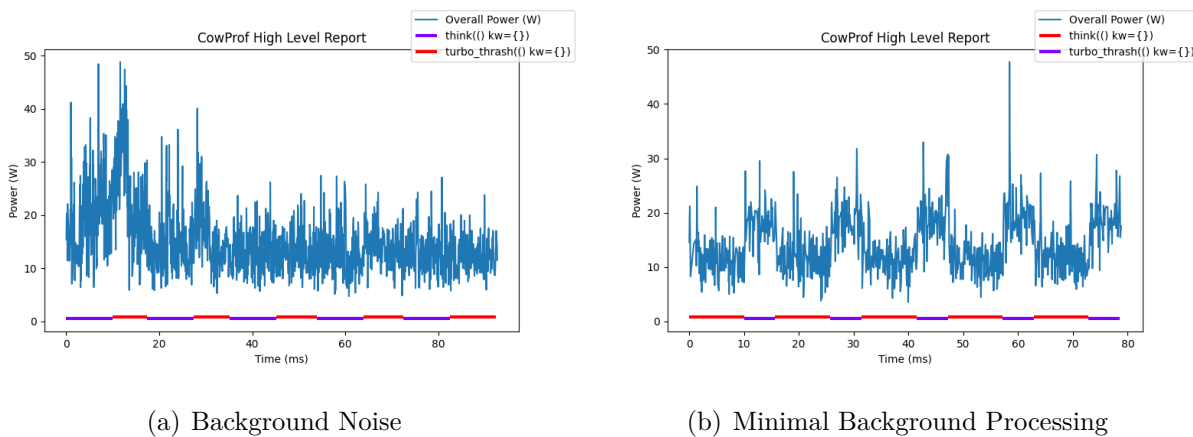 CowProf High Level Report
Overall Power (W)
think(() kw={})
turbo_thrash(() kw={})
Power (W)
50
40
30
20
10
0
0
20
40
60
80
Time (ms)
(a) Background Noise
CowProf High Level Report
Overall Power (W)
think(() kw={})
turbo_thrash(() kw={})
Power (W)
50
40
30
20
10
0
0
10
20
30
40
50
60
70
80
Time (ms)
(b) Minimal Background Processing